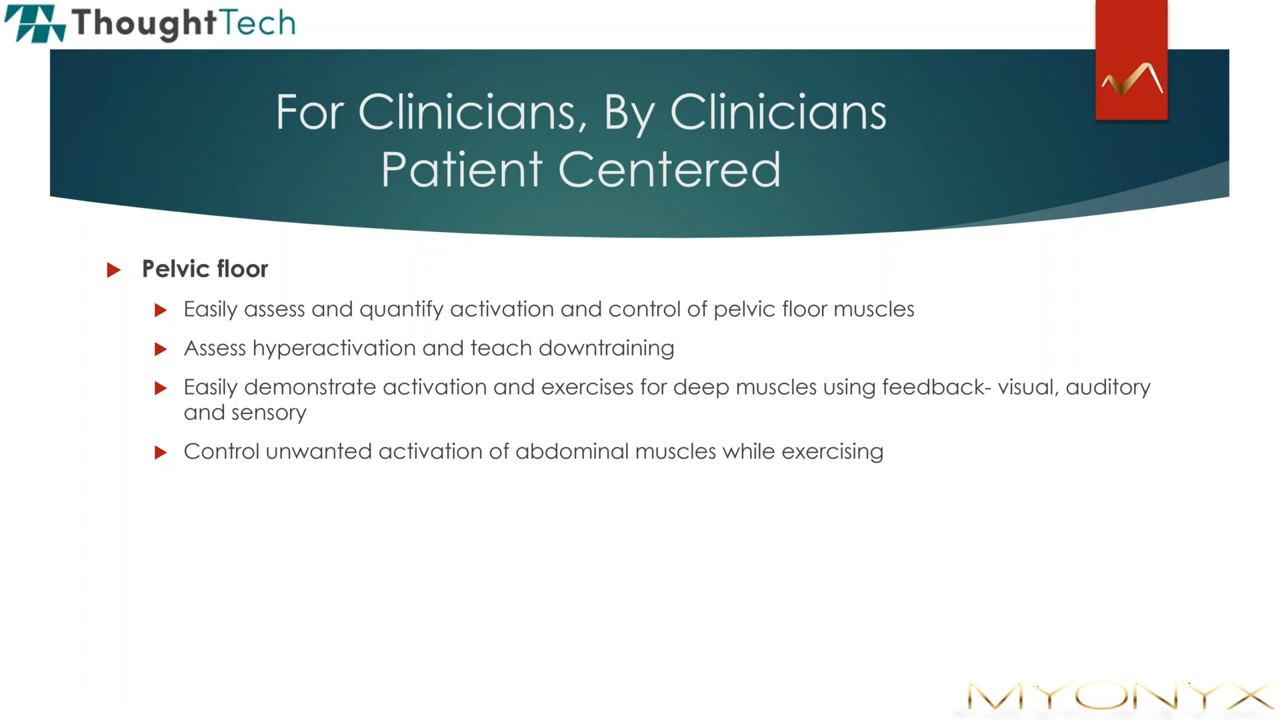 ThoughtTech
For Clinicians, By Clinicians
Patient Centered
Pelvic floor
Easily assess and quantify activation and control of pelvic floor muscles
Assess hyperactivation and teach downtraining
Easily demonstrate activation and exercises for deep muscles using feedback- visual, auditory
and sensory
Control unwanted activation of abdominal muscles while exercising
MYONYX